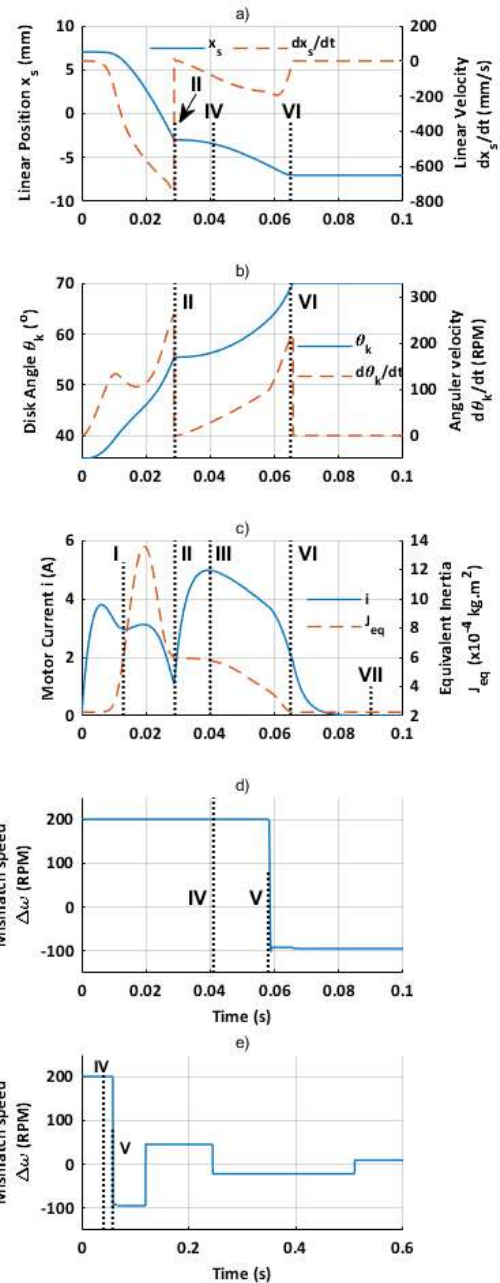 a)
x_s dx_s/dt
Linear Position x_s (mm)
10
5
0
-5
-10
Linear Velocity
dx_s/dt (mm/s)
200
0
-200
-400
-600
-800
II
IV
VI
0 0.02 0.04 0.06 0.08 0.1
b)
Disk Angle θ_k (°)
70
60
50
40
Anguler velocity
dθ_k/dt (RPM)
300
200
100
0
II
VI
θ_k
dθ_k/dt
0 0.02 0.04 0.06 0.08 0.1
c)
Motor Current i (A)
6
4
2
0
Equivalent Inertia
J_eq (x10⁻⁴ kg.m²)
14
12
10
8
6
4
2
I
II
III
VI
VII
i
J_eq
0 0.02 0.04 0.06 0.08 0.1
d)
Mismatch speed
Δω (RPM)
200
100
0
-100
IV
V
0 0.02 0.04 0.06 0.08 0.1
Time (s)
e)
Mismatch speed
Δω (RPM)
200
100
0
-100
IV
V
0 0.2 0.4 0.6
Time (s)